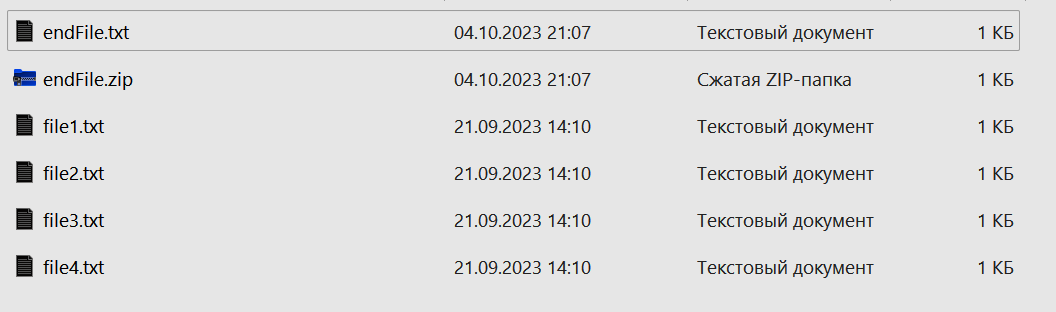 endFile.txt 04.10.2023 21:07 Текстовый документ 1 КБ
endFile.zip 04.10.2023 21:07 Сжатая ZIP-папка 1 КБ
file1.txt 21.09.2023 14:10 Текстовый документ 1 КБ
file2.txt 21.09.2023 14:10 Текстовый документ 1 КБ
file3.txt 21.09.2023 14:10 Текстовый документ 1 КБ
file4.txt 21.09.2023 14:10 Текстовый документ 1 КБ